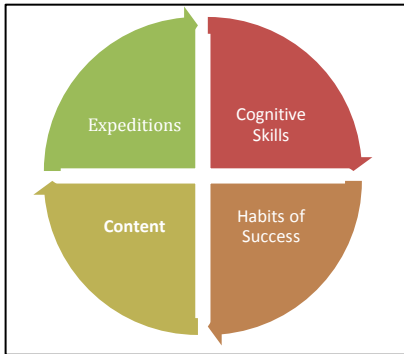 Expeditions
Cognitive
Skills
Content
Habits of
Success